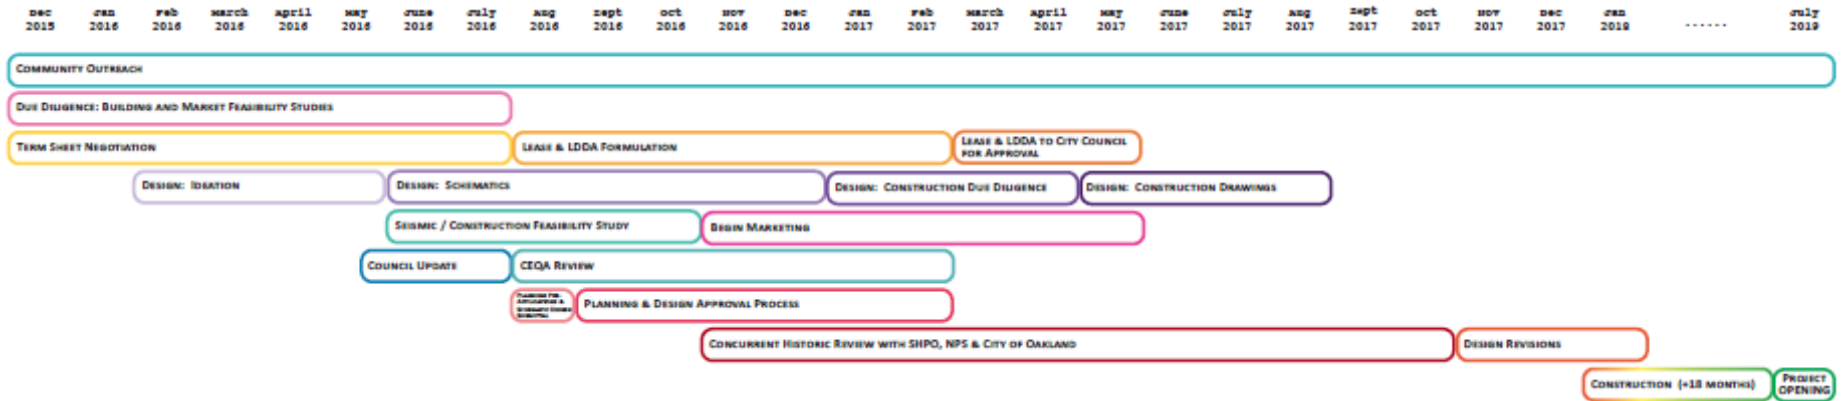 Dec Jan Feb March April May June July Aug Sept Oct Nov Dec Jan Feb March April May June July Aug Sept Oct Nov Dec Jan ...... July
2015 2016 2016 2016 2016 2016 2016 2016 2016 2016 2016 2016 2016 2017 2017 2017 2017 2017 2017 2017 2017 2017 2017 2017 2017 2018 2019
COMMUNITY OUTREACH
DUE DILIGENCE: BUILDING AND MARKET FEASIBILITY STUDIES
TERM SHEET NEGOTIATION
LEASE & LDDA FORMULATION
LEASE & LDDA TO CITY COUNCIL
FOR APPROVAL
DESIGN: IDEATION
DESIGN: SCHEMATICS
DESIGN: CONSTRUCTION DUE DILIGENCE
DESIGN: CONSTRUCTION DRAWINGS
SEISMIC / CONSTRUCTION FEASIBILITY STUDY
BEGIN MARKETING
COUNCIL UPDATE
CEQA REVIEW
PLANNING & DESIGN APPROVAL PROCESS
CONCURRENT HISTORIC REVIEW WITH SHPO, NPS & CITY OF OAKLAND
DESIGN REVISIONS
CONSTRUCTION (+18 MONTHS)
PROJECT
OPENING